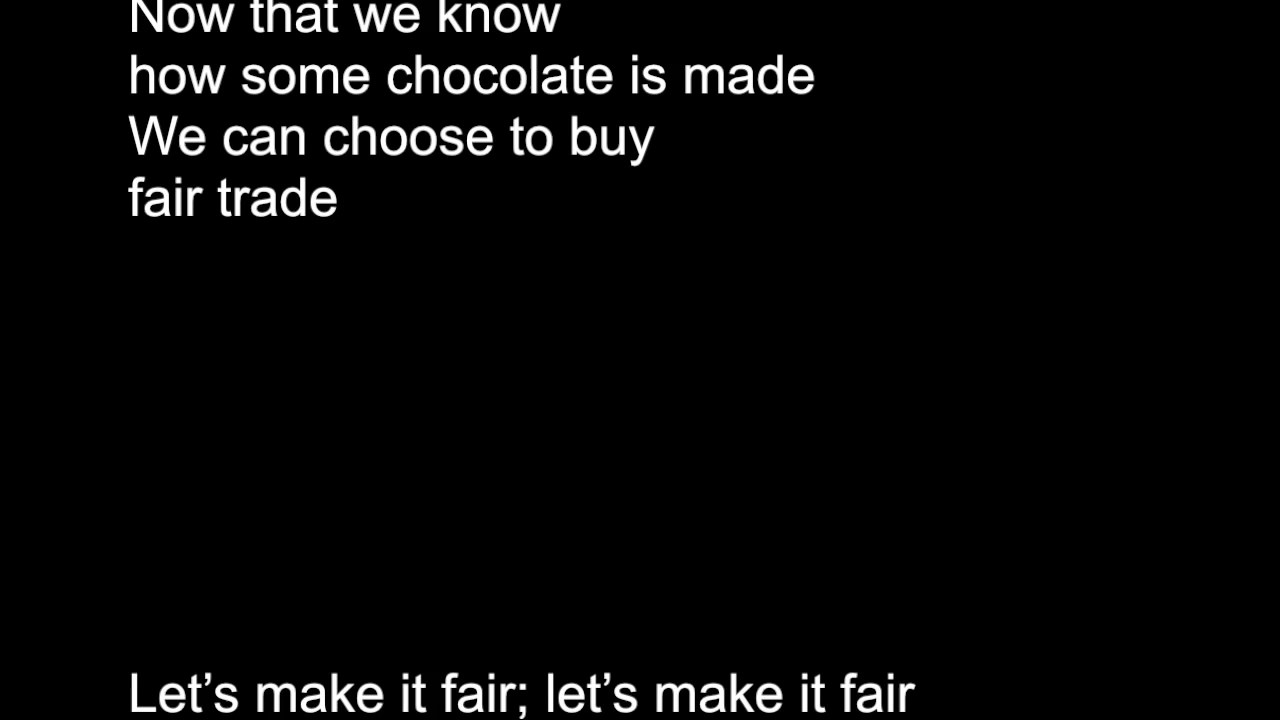 Now that we know
how some chocolate is made
We can choose to buy
fair trade
Let’s make it fair; let’s make it fair